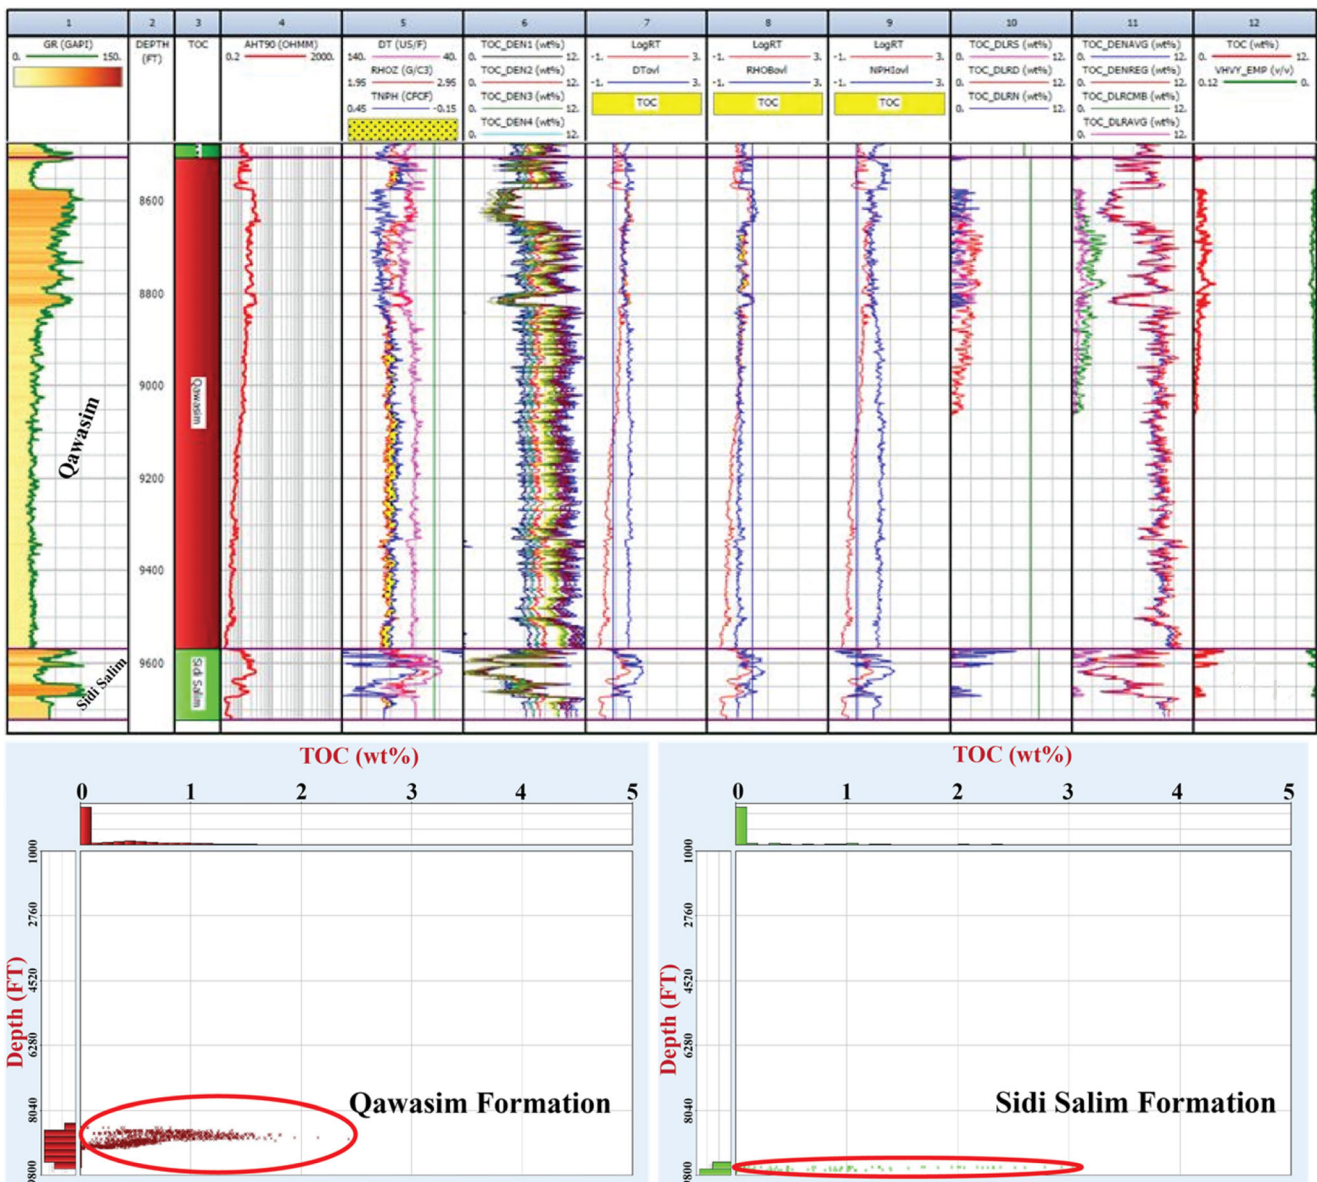 1 2 3 4 5 6 7 8 9 10 11 12
GR (GAPI)
0. 150.
DEPTH
(FT)
TOC
AHT90 (OHMM)
0.2 2000.
DT (US/F)
140. 40.
RHOZ (G/C3)
1.95 2.95
TNPH (CFCF)
0.45 -0.15
TOC_DEN1 (wt%)
0. 12.
TOC_DEN2 (wt%)
0. 12.
TOC_DEN3 (wt%)
0. 12.
TOC_DEN4 (wt%)
0. 12.
LogRT
-1. 3.
DTovl
-1. 3.
TOC
LogRT
-1. 3.
RHOBovl
-1. 3.
TOC
LogRT
-1. 3.
NPHIovl
-1. 3.
TOC
TOC_DLRS (wt%)
0. 12.
TOC_DLRD (wt%)
0. 12.
TOC_DLRN (wt%)
0. 12.
TOC_DENAVG (wt%)
0. 12.
TOC_DENREG (wt%)
0. 12.
TOC_DLRCMB (wt%)
0. 12.
TOC_DLRAVG (wt%)
0. 12.
TOC (wt%)
0. 12.
VHVY_EMP (v/v)
0.12 0.
8600
8800
9000
9200
9400
9600
Qawasim
Sidi Salim
Qawasim
Sidi Salim
TOC (wt%)
0 1 2 3 4 5
Depth (FT)
1000
2760
4520
6280
8040
9800
Qawasim Formation
TOC (wt%)
0 1 2 3 4 5
Depth (FT)
1000
2760
4520
6280
8040
9800
Sidi Salim Formation